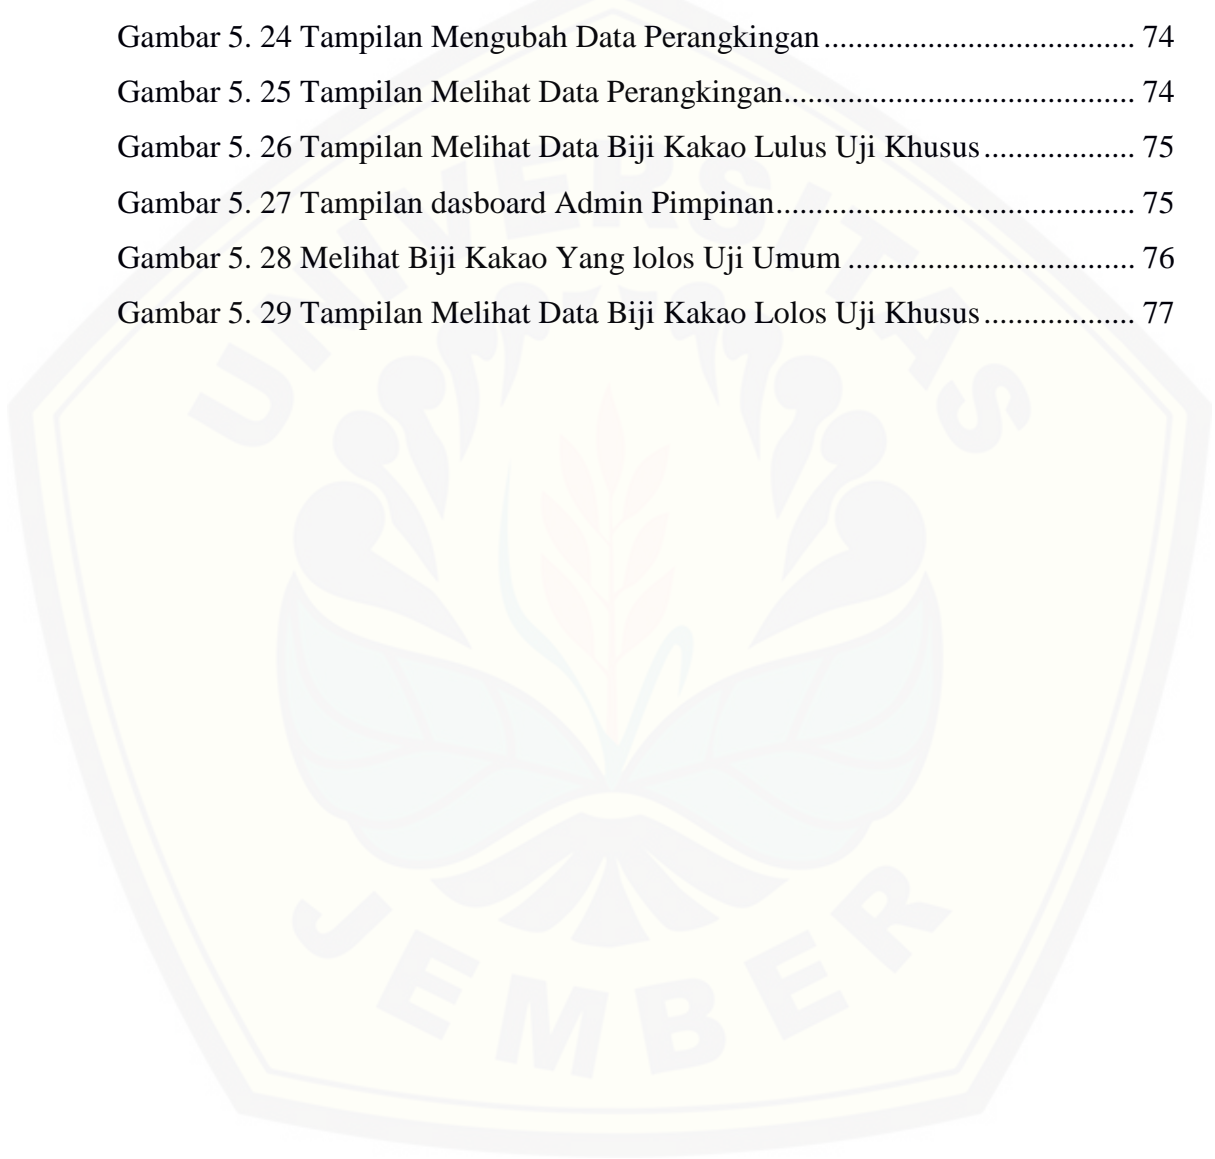 Gambar 5. 24 Tampilan Mengubah Data Perangkingan ....................................... 74
Gambar 5. 25 Tampilan Melihat Data Perangkingan............................................ 74
Gambar 5. 26 Tampilan Melihat Data Biji Kakao Lulus Uji Khusus ................... 75
Gambar 5. 27 Tampilan dasboard Admin Pimpinan............................................. 75
Gambar 5. 28 Melihat Biji Kakao Yang lolos Uji Umum .................................... 76
Gambar 5. 29 Tampilan Melihat Data Biji Kakao Lolos Uji Khusus ................... 77
UNIVERSITAS
JEMBER